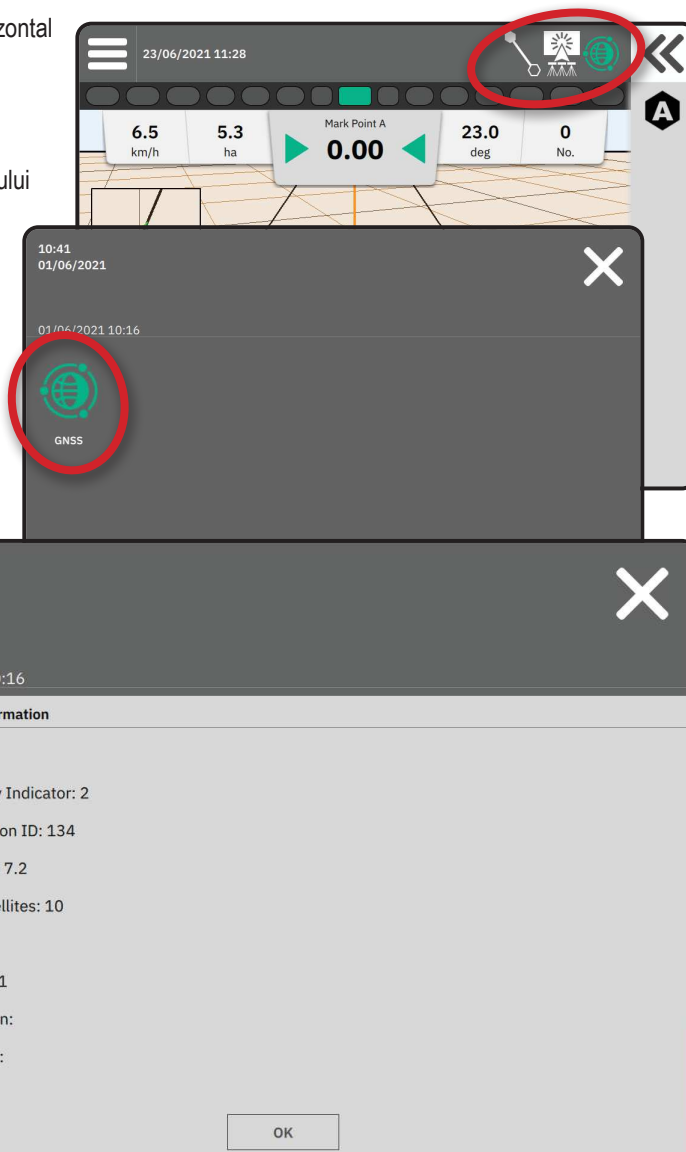 zontal
ului
23/06/2021 11:28
Mark Point A
6.5
5.3
0.00
23.0
0
km/h
ha
deg
No.
A
10:41
01/06/2021
01/06/2021 10:16
GNSS
:16
rmation
Indicator: 2
on ID: 134
7.2
ellites: 10
1
n:
:
OK